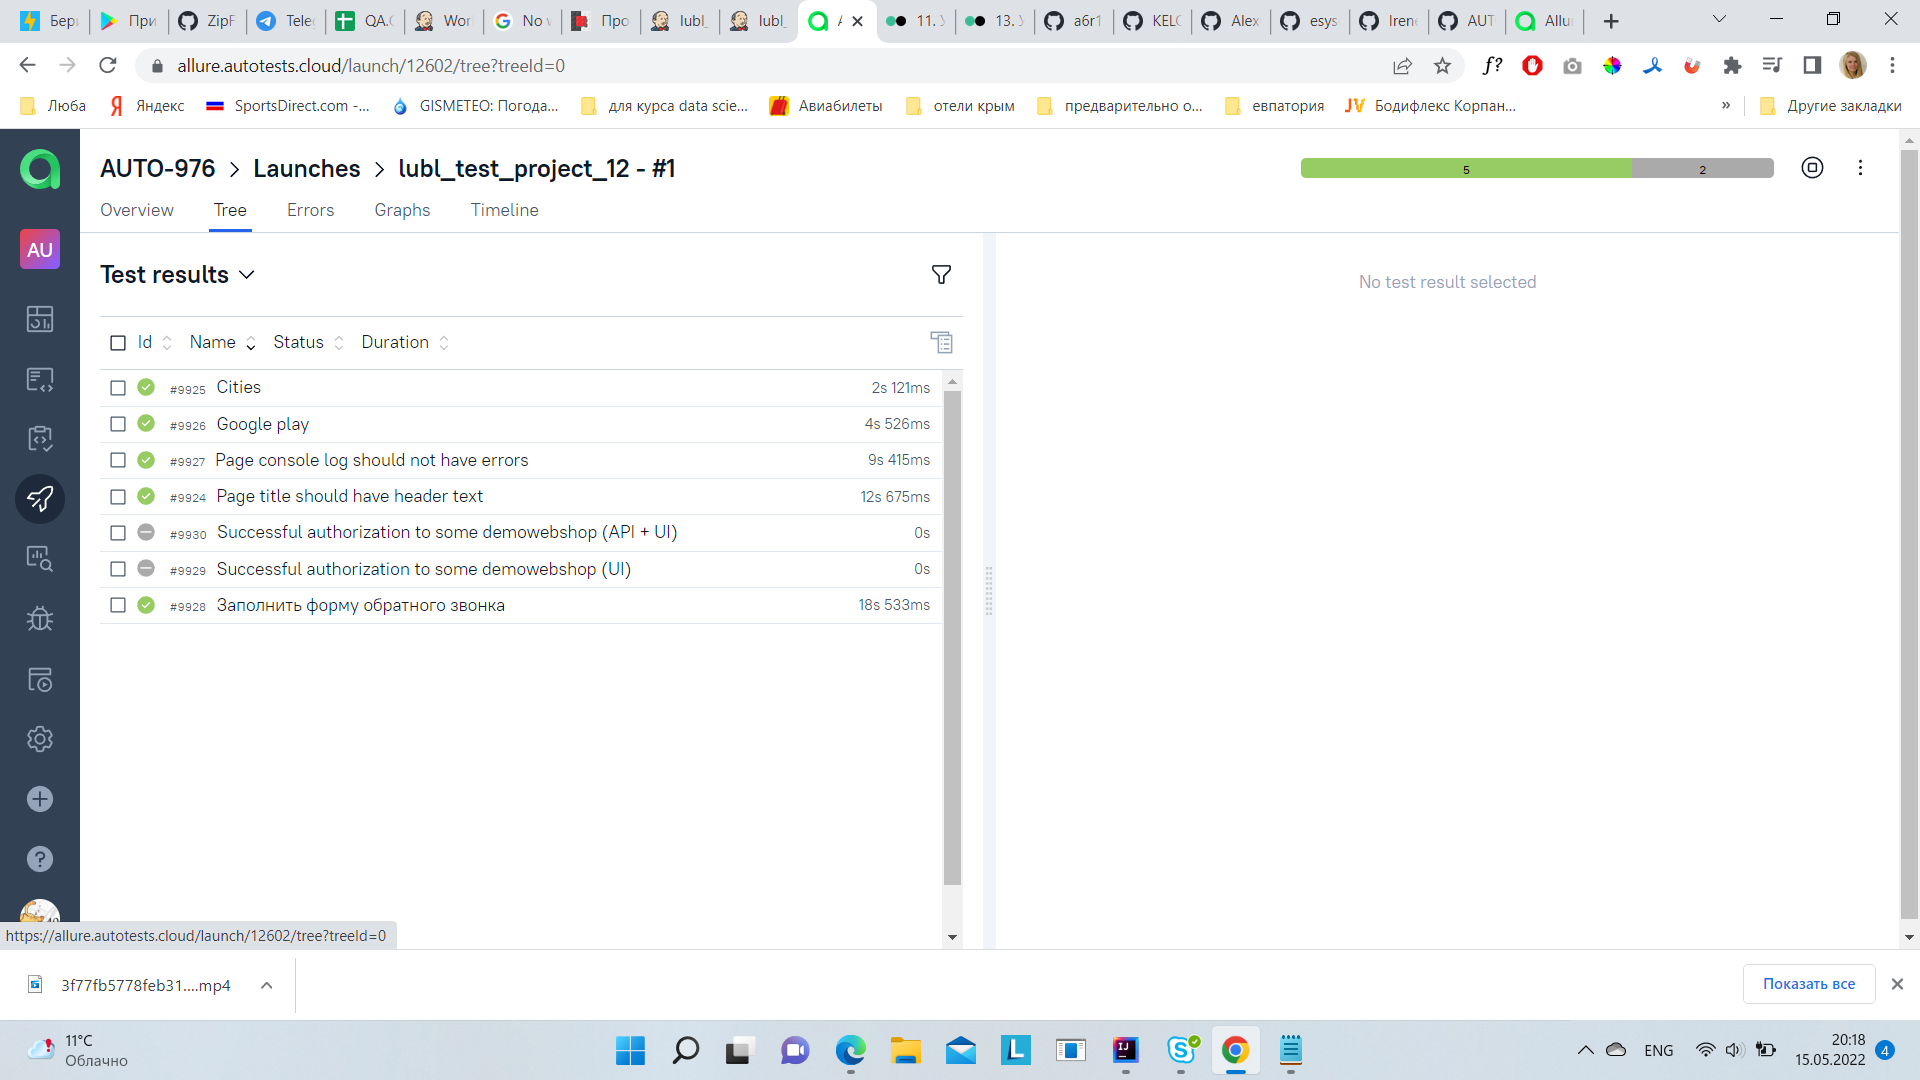 Бери
При
ZipF
Tele
QA.G
Wor
No w
Про
lubl_
lubl_
A
11. У
13. У
a6r1
KELC
Alex
esys
Irene
AUT
Allu
allure.autotests.cloud/launch/12602/tree?treeId=0
f?
Люба
Яндекс
SportsDirect.com -...
GISMETEO: Погода...
для курса data scie...
Авиабилеты
отели крым
предварительно о...
евпатория
JV Бодифлекс Корпан...
»
Другие закладки
AUTO-976 > Launches > lubl_test_project_12 - #1
5
2
Overview
Tree
Errors
Graphs
Timeline
AU
Test results
No test result selected
Id
Name
Status
Duration
#9925 Cities 2s 121ms
#9926 Google play 4s 526ms
#9927 Page console log should not have errors 9s 415ms
#9924 Page title should have header text 12s 675ms
#9930 Successful authorization to some demowebshop (API + UI) 0s
#9929 Successful authorization to some demowebshop (UI) 0s
#9928 Заполнить форму обратного звонка 18s 533ms
https://allure.autotests.cloud/launch/12602/tree?treeId=0
3f77fb5778feb31....mp4
Показать все
11°C
Облачно
ENG
20:18
15.05.2022
4